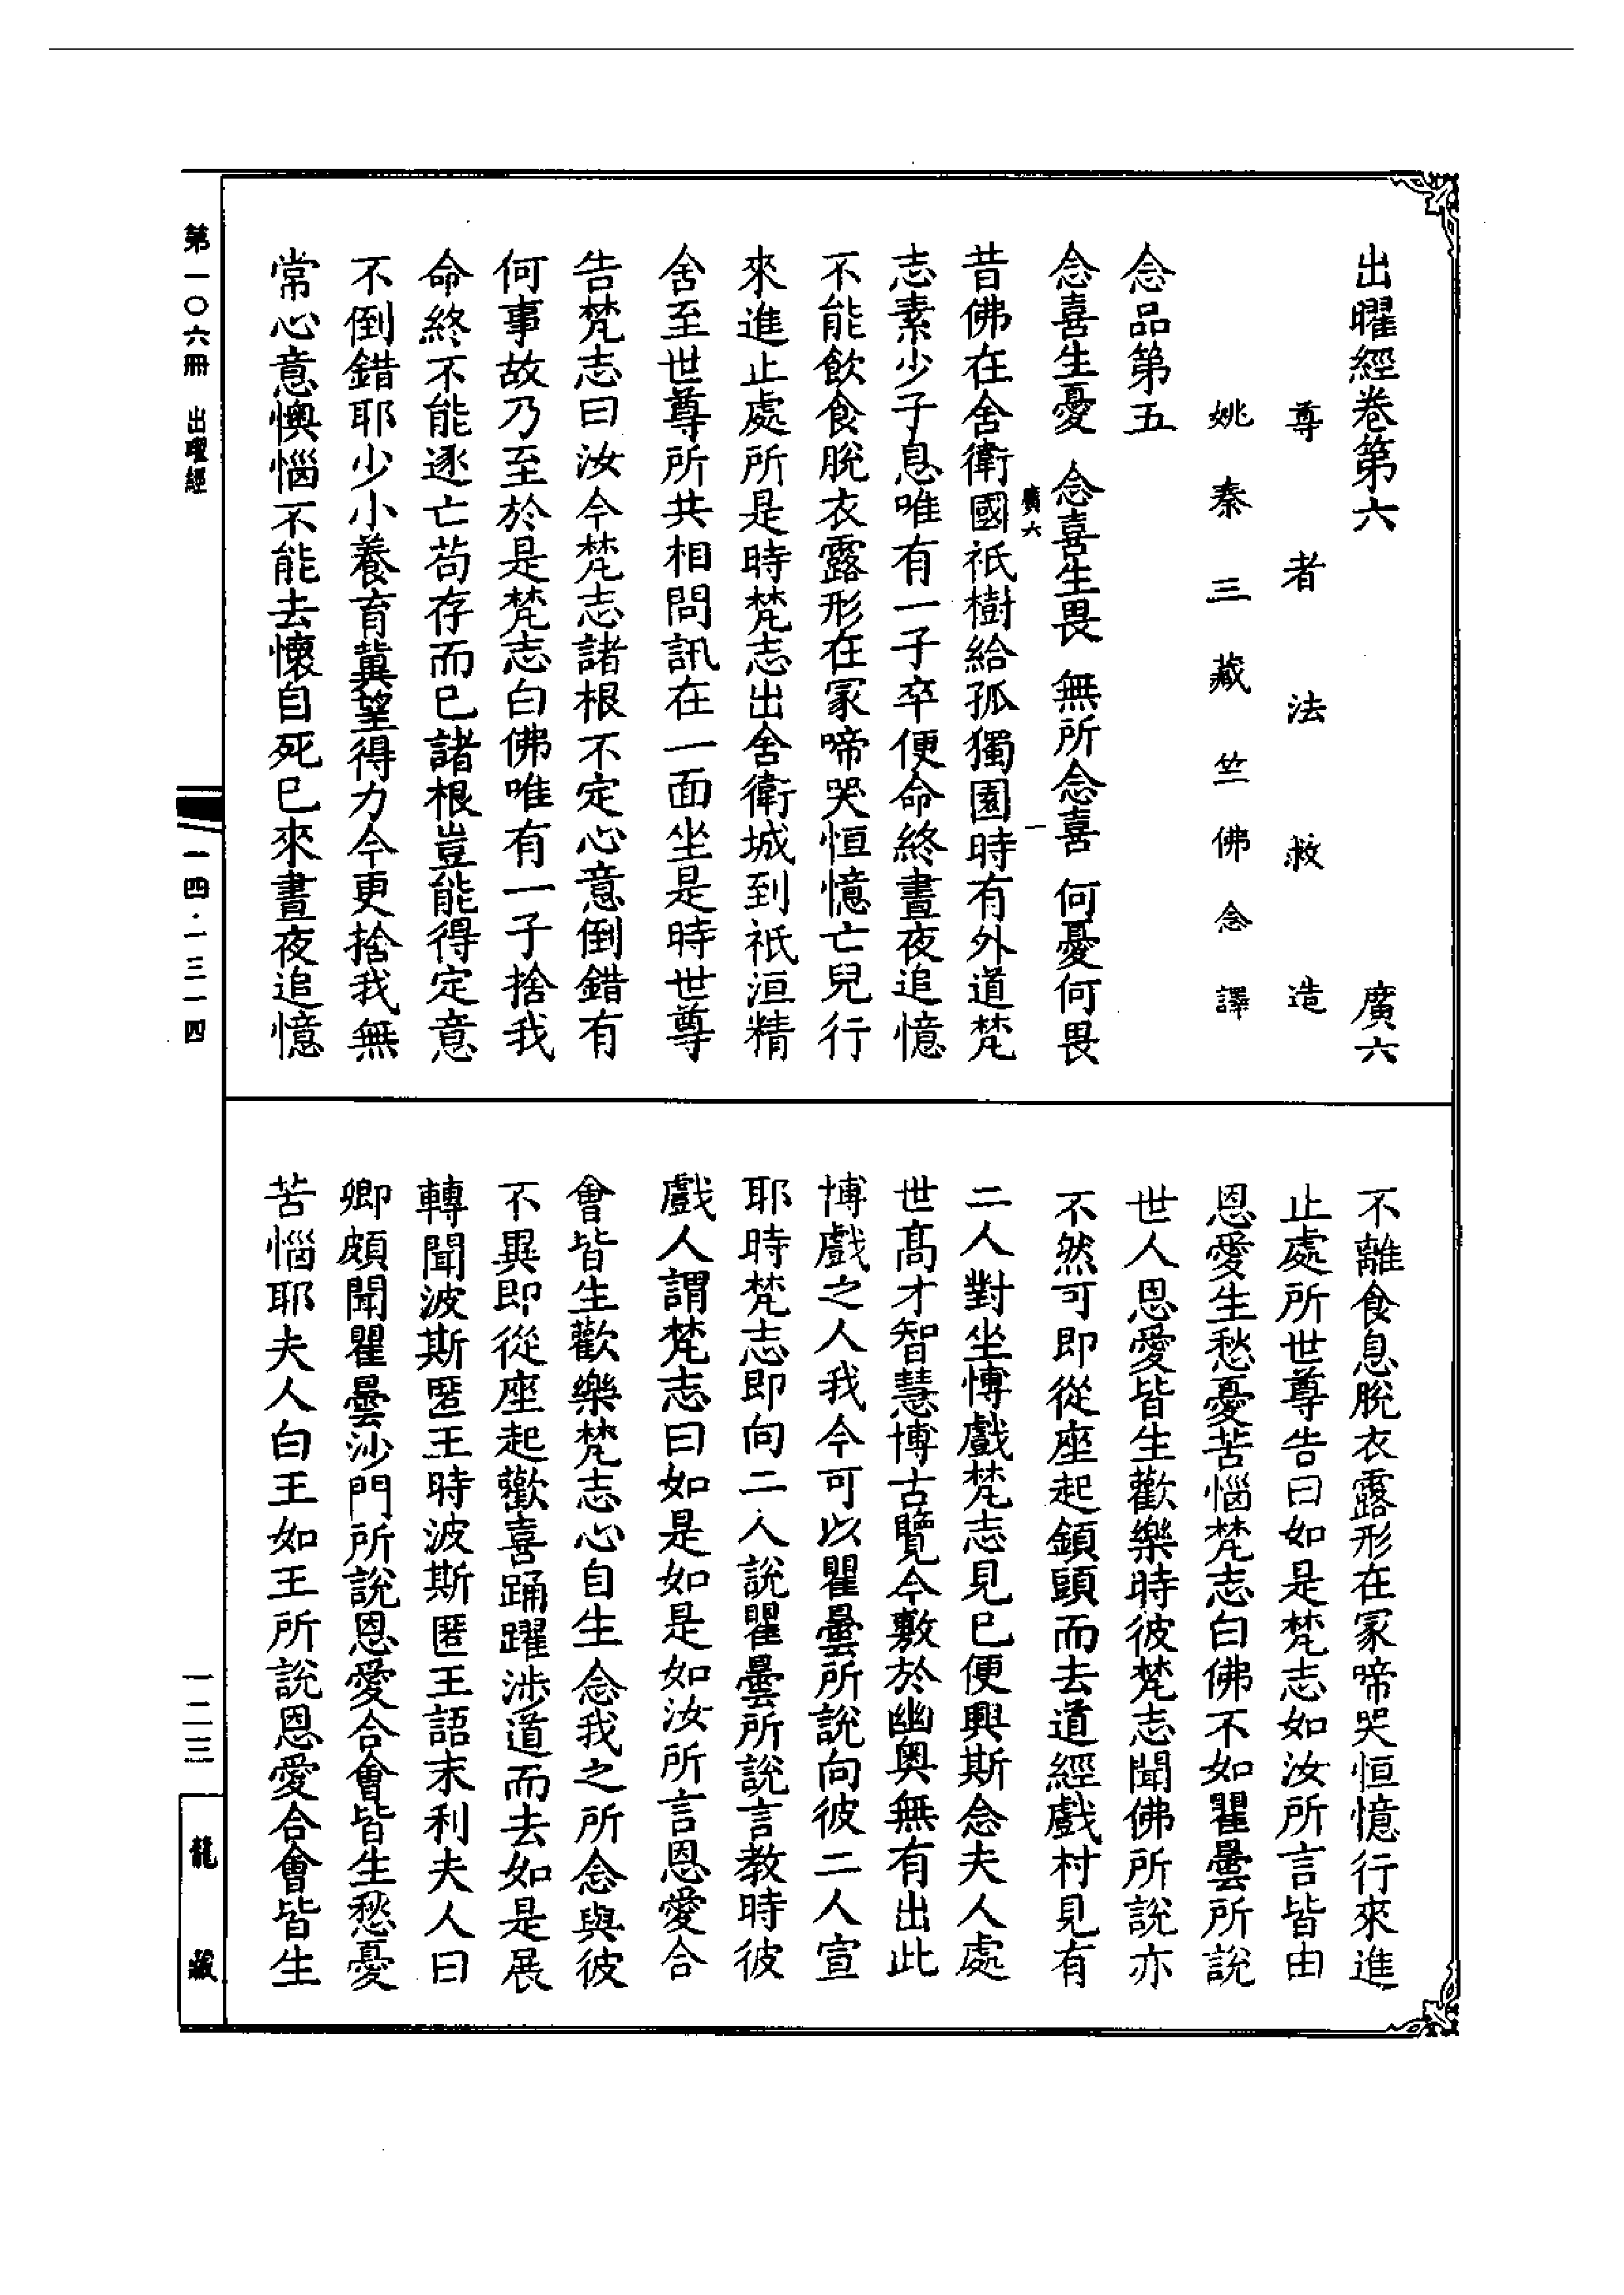 出曜經卷第六 廣六
尊者法救造
姚秦三藏竺佛念譯
念品第五
念喜生憂 念喜生畏 無所念喜 何憂何畏
廣六 一
昔佛在舍衛國祇樹給孤獨園時有外道梵
志素少子息唯有一子卒便命終晝夜追憶
不能飲食脫衣露形在冢啼哭恒憶亡兒行
來進止處所是時梵志出舍衛城到祇洹精
舍至世尊所共相問訊在一面坐是時世尊
告梵志曰汝今梵志諸根不定心意倒錯有
何事故乃至於是梵志白佛唯有一子捨我
命終不能逐亡苟存而已諸根豈能得定意
不倒錯耶少小養育冀望得力今更捨我無
常心意懊惱不能去懷自死已來晝夜追憶
不離食息脫衣露形在冢啼哭恒憶行來進
止處所世尊告曰如是梵志如汝所言皆由
恩愛生愁憂苦惱梵志白佛不如瞿曇所說
世人恩愛皆生歡樂時彼梵志聞佛所說亦
不然可即從座起頷頭而去道經戲村見有
二人對坐博戲梵志見已便興斯念夫人處
世高才智慧博古覽今敷於幽奧無有出此
博戲之人我今可以瞿曇所說向彼二人宣
耶時梵志即向二人說瞿曇所說言教時彼
戲人謂梵志曰如是如是如汝所言恩愛合
會皆生歡樂梵志心自生念我之所念與彼
不異即從座起歡喜踊躍涉道而去如是展
轉聞波斯匿王時波斯匿王語末利夫人曰
卿頗聞瞿曇沙門所說恩愛合會皆生愁憂
苦惱耶夫人白王如王所說恩愛合會皆生
第一〇六冊 出曜經
一四·一三一四
一二三
龍藏